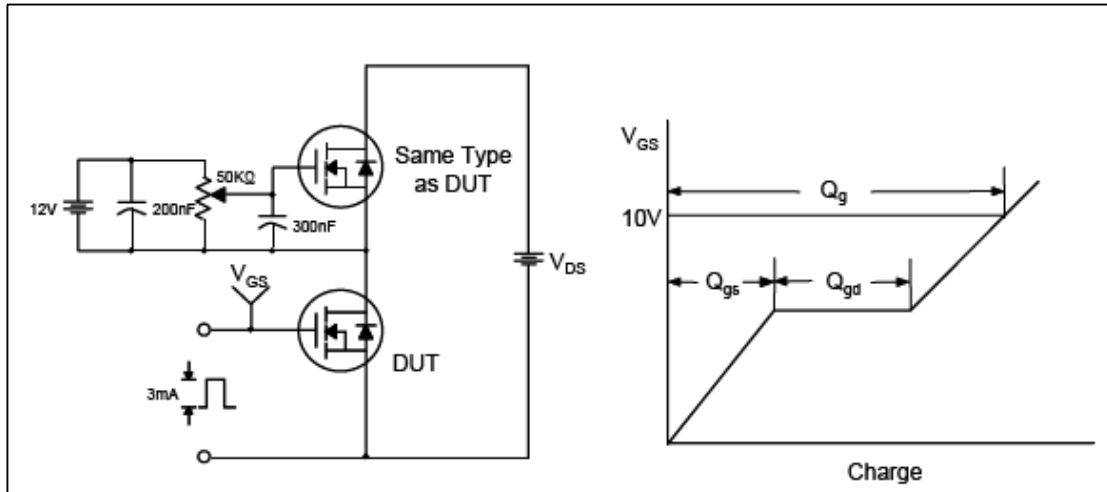 Same Type
as DUT
50KΩ
12V
200nF
300nF
V_GS
V_DS
DUT
3mA
V_GS
Q_g
10V
Q_gs
Q_gd
Charge